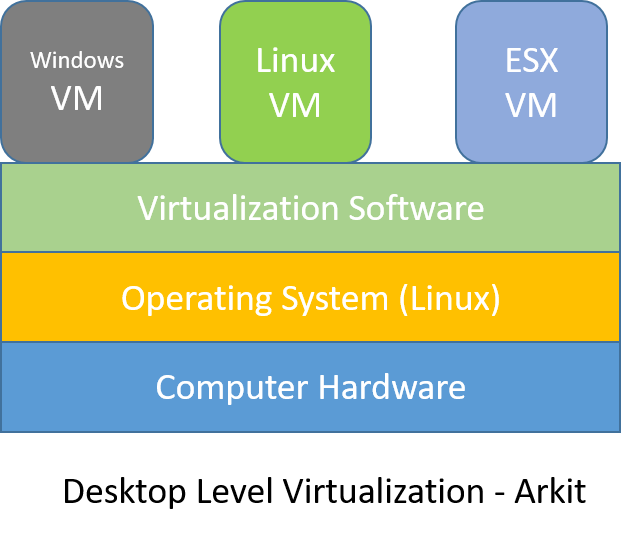 Windows
VM
Linux
VM
ESX
VM
Virtualization Software
Operating System (Linux)
Computer Hardware
Desktop Level Virtualization - Arkit